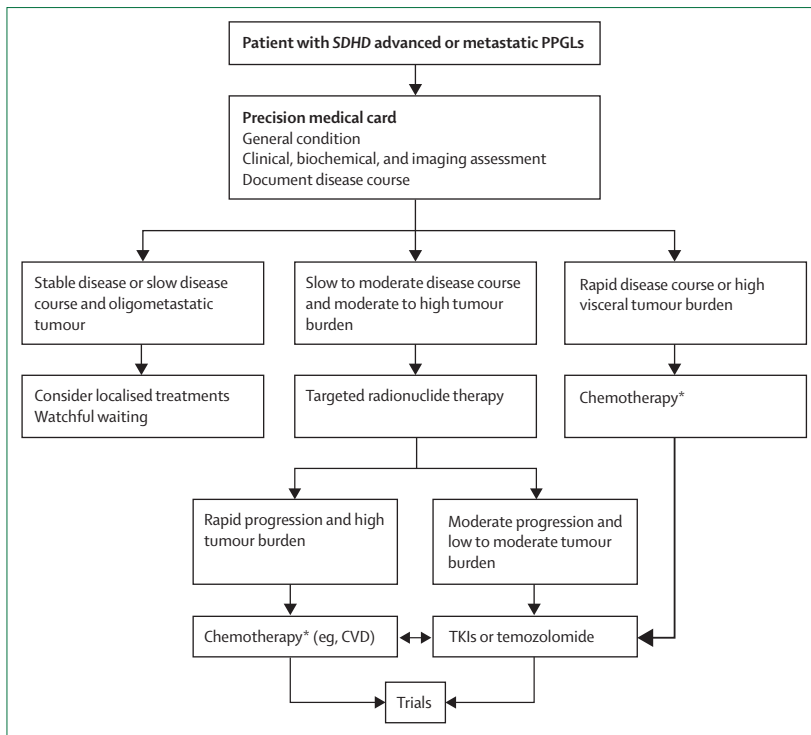 Patient with SDHD advanced or metastatic PPGLs
Precision medical card
General condition
Clinical, biochemical, and imaging assessment
Document disease course
Stable disease or slow disease
course and oligometastatic
tumour
Slow to moderate disease course
and moderate to high tumour
burden
Rapid disease course or high
visceral tumour burden
Consider localised treatments
Watchful waiting
Targeted radionuclide therapy
Chemotherapy*
Rapid progression and high
tumour burden
Moderate progression and
low to moderate tumour
burden
Chemotherapy* (eg, CVD)
TKIs or temozolomide
Trials